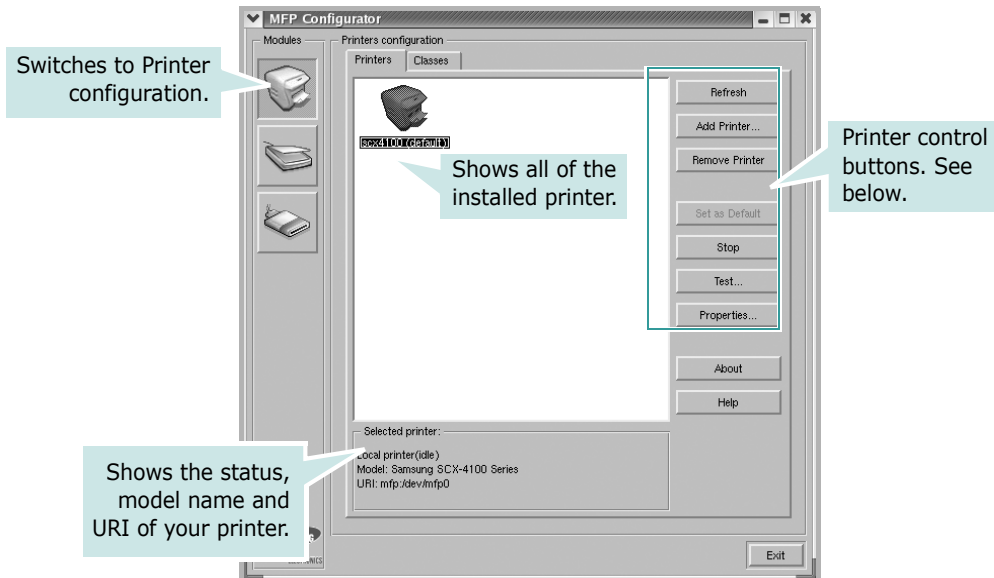 MFP Configurator
Modules
Printers configuration
Printers
Classes
Switches to Printer
configuration.
scx4100 (default)
Shows all of the
installed printer.
Refresh
Add Printer...
Remove Printer
Set as Default
Stop
Test...
Properties...
About
Help
Printer control
buttons. See
below.
Selected printer:
Local printer(idle)
Model: Samsung SCX-4100 Series
URI: mfp:/dev/mfp0
Shows the status,
model name and
URI of your printer.
Exit